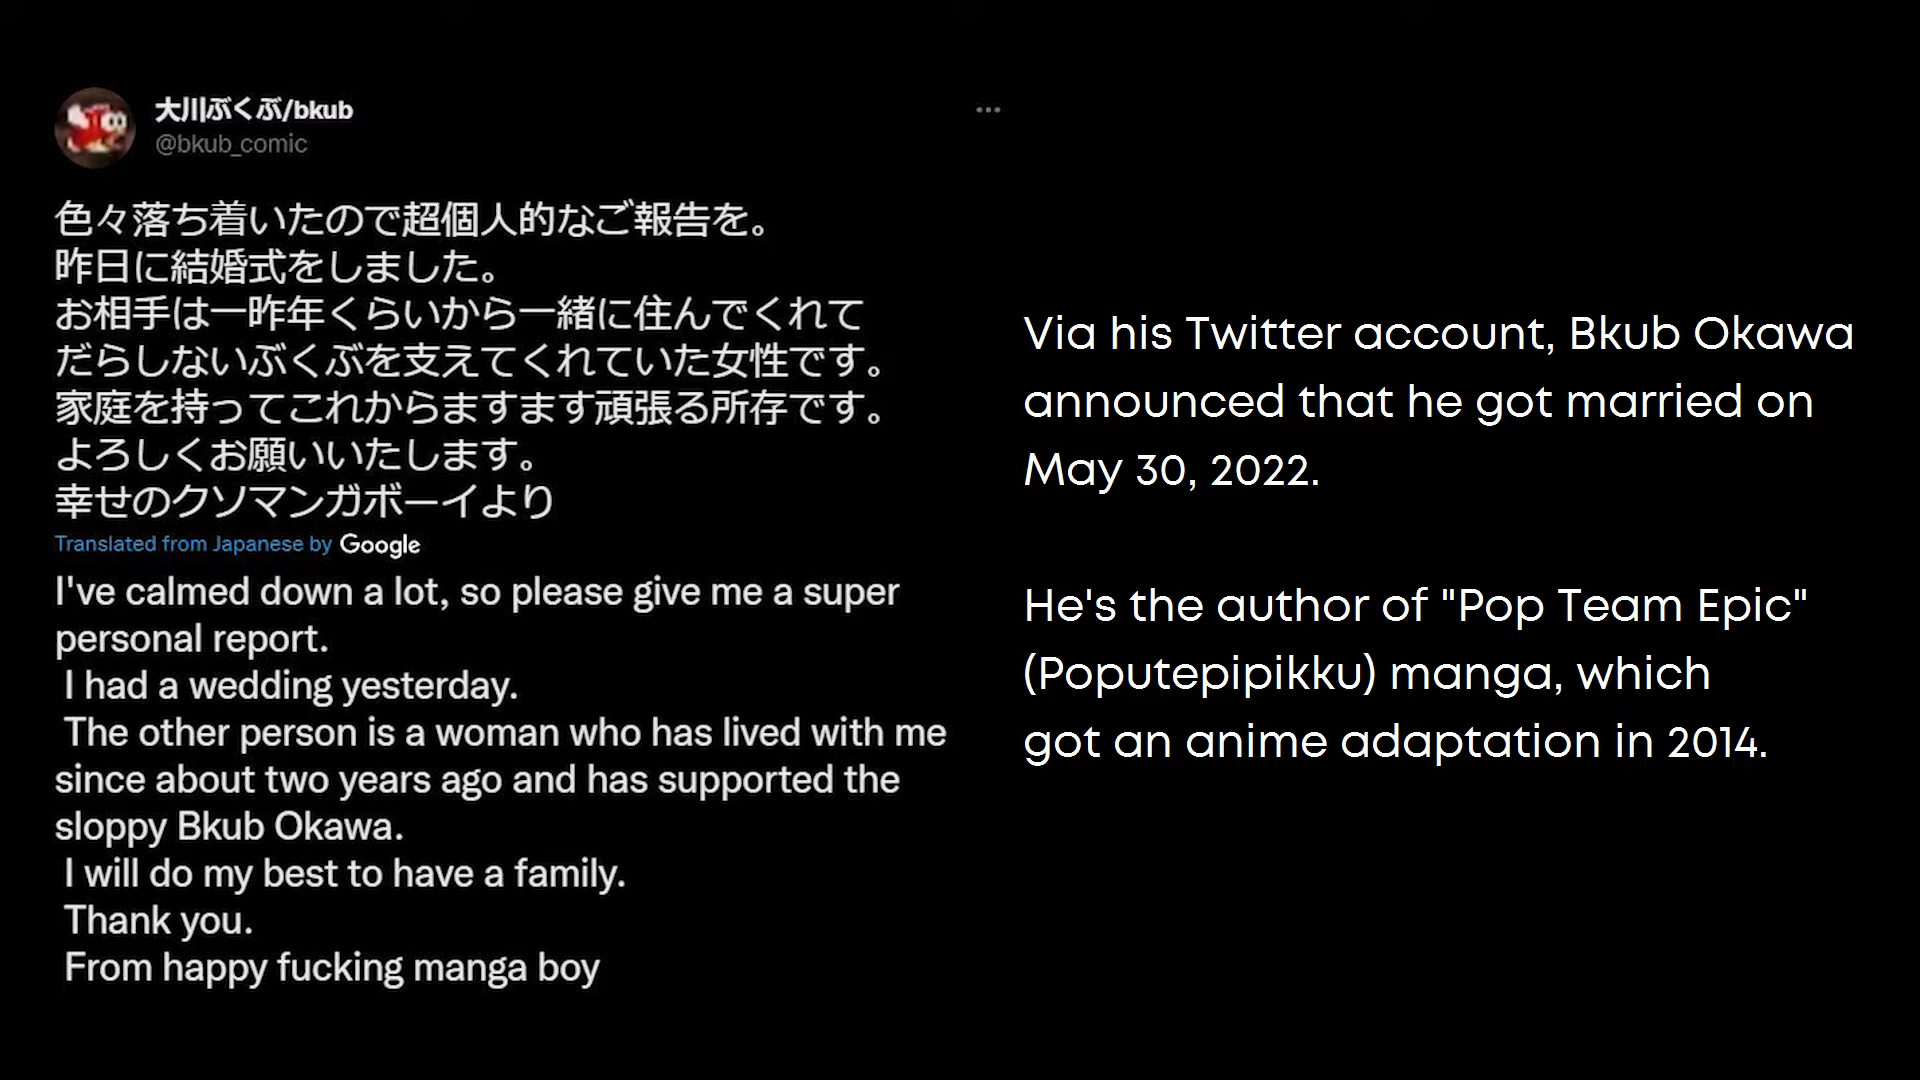 大川ぶくぶ/bkub
@bkub_comic
色々落ち着いたので超個人的なご報告を。
昨日に結婚式をしました。
お相手は一昨年くらいから一緒に住んでくれて
だらしないぶくぶを支えてくれていた女性です。
家庭を持ってこれからますます頑張る所存です。
よろしくお願いいたします。
幸せのクソマンガボーイより
Translated from Japanese by Google
I've calmed down a lot, so please give me a super
personal report.
I had a wedding yesterday.
The other person is a woman who has lived with me
since about two years ago and has supported the
sloppy Bkub Okawa.
I will do my best to have a family.
Thank you.
From happy fucking manga boy
Via his Twitter account, Bkub Okawa
announced that he got married on
May 30, 2022.
He's the author of "Pop Team Epic"
(Poputepipikku) manga, which
got an anime adaptation in 2014.